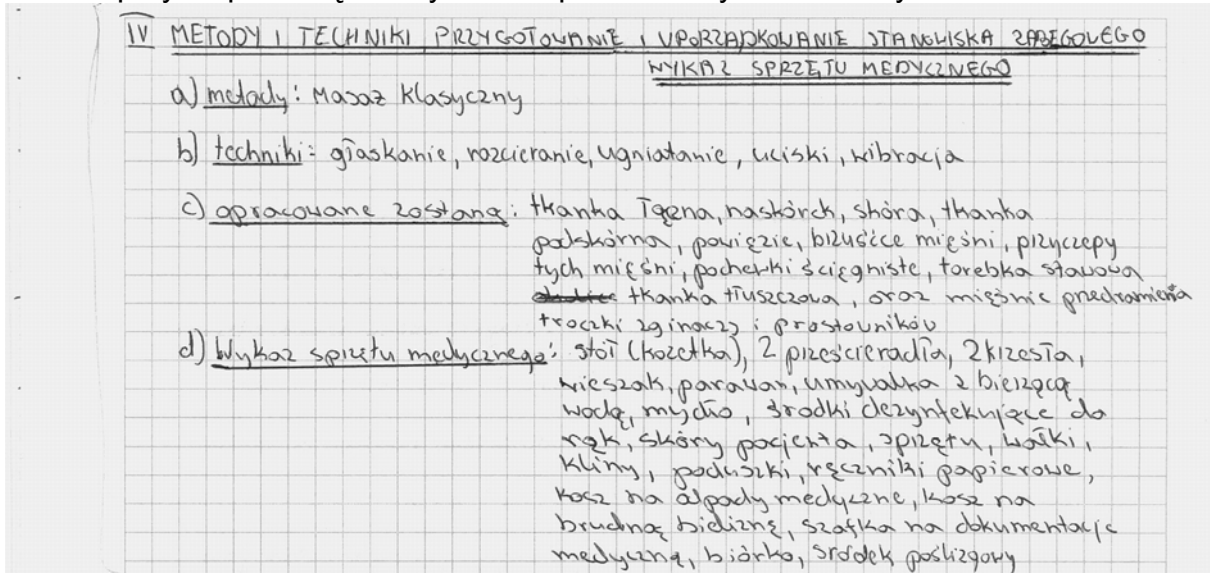 IV METODY I TECHNIKI PRZYGOTOWANIE I UPORZĄDKOWANIE STANOWISKA ZABIEGOWEGO
WYKAZ SPRZĘTU MEDYCZNEGO
a) metody: Masaż Klasyczny
b) techniki: głaskanie, rozcieranie, ugniatanie, uciski, wibracja
c) opracowane zostaną: tkanka łączna, naskórek, skóra, tkanka
podskórna, powięzie, brzuśce mięśni, przyczepy
tych mięśni, pochewki ścięgniste, torebka stawowa
tkanka tłuszczowa, oraz mięśnie przedramienia
troczki zginaczy i prostowników
d) Wykaz sprzętu medycznego: stół (kozetka), 2 prześcieradła, 2 krzesła,
wieszak, parawan, umywalka z bieżącą
wodą, mydło, środki dezynfekujące do
rąk, skóry pacjenta, sprzętu, wałki,
kliny, poduszki, ręczniki papierowe,
kosz na odpady medyczne, kosz na
brudną bieliznę, szafka na dokumentację
medyczną, biórko, środek poślizgowy